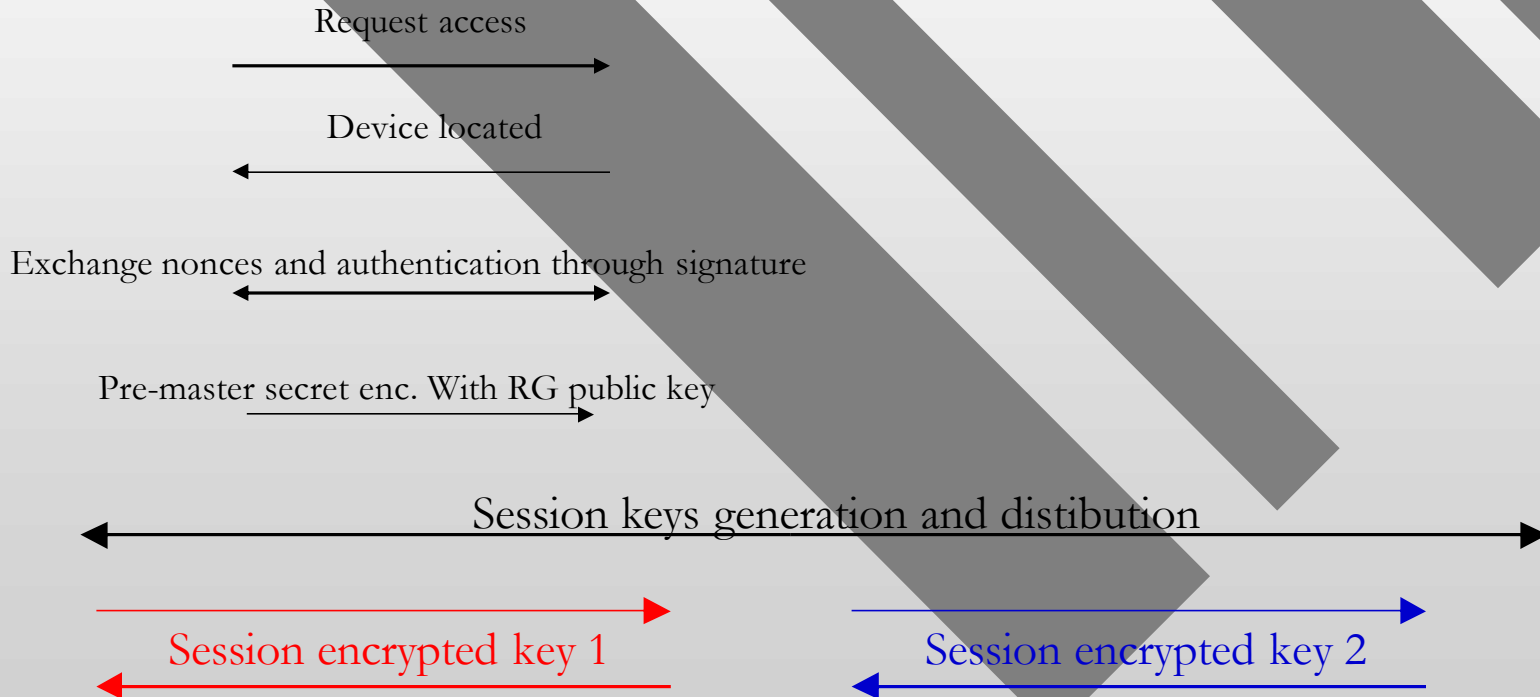 Request access
Device located
Exchange nonces and authentication through signature
Pre-master secret enc. With RG public key
Session keys generation and distibution
Session encrypted key 1
Session encrypted key 2